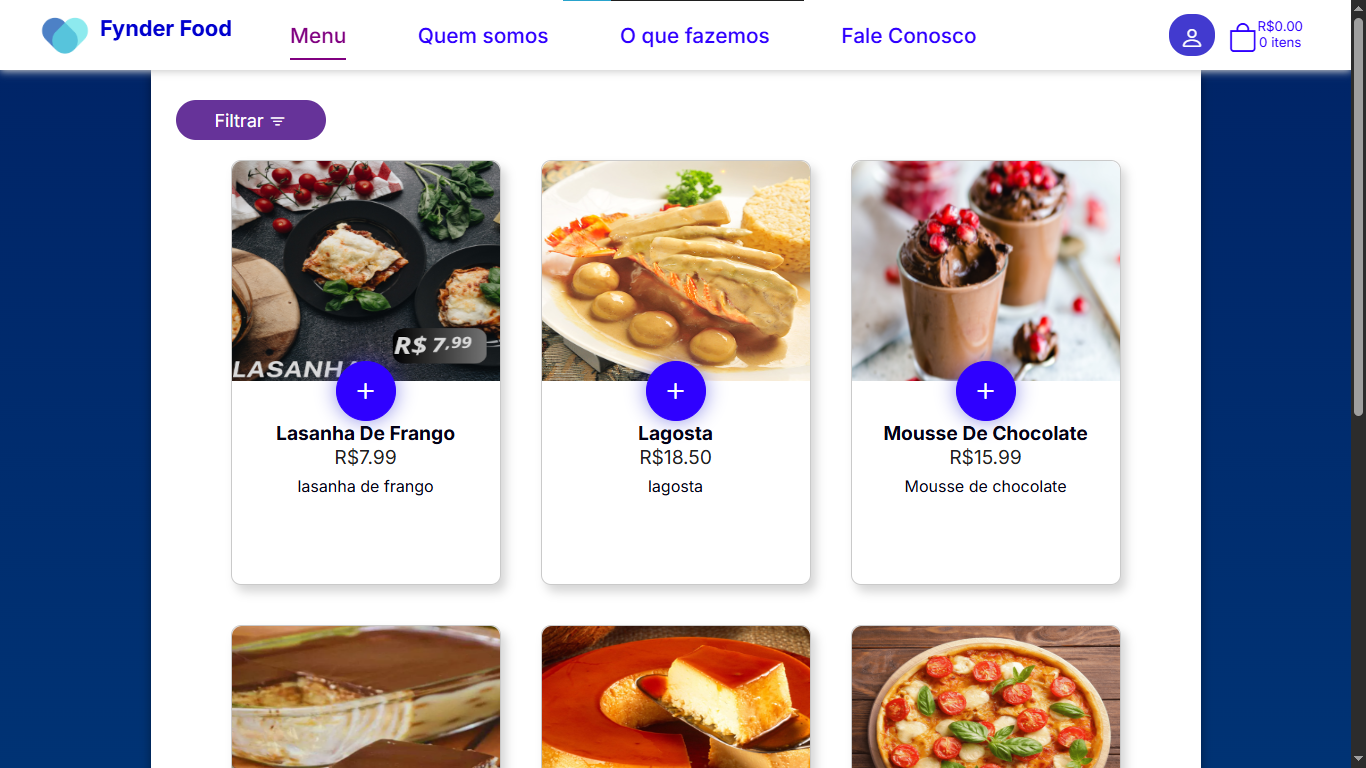 Fynder Food
Menu
Quem somos
O que fazemos
Fale Conosco
R$0.00
0 itens
Filtrar
R$ 7,99
LASANHA
+
+
+
Lasanha De Frango
R$7.99
lasanha de frango
Lagosta
R$18.50
lagosta
Mousse De Chocolate
R$15.99
Mousse de chocolate